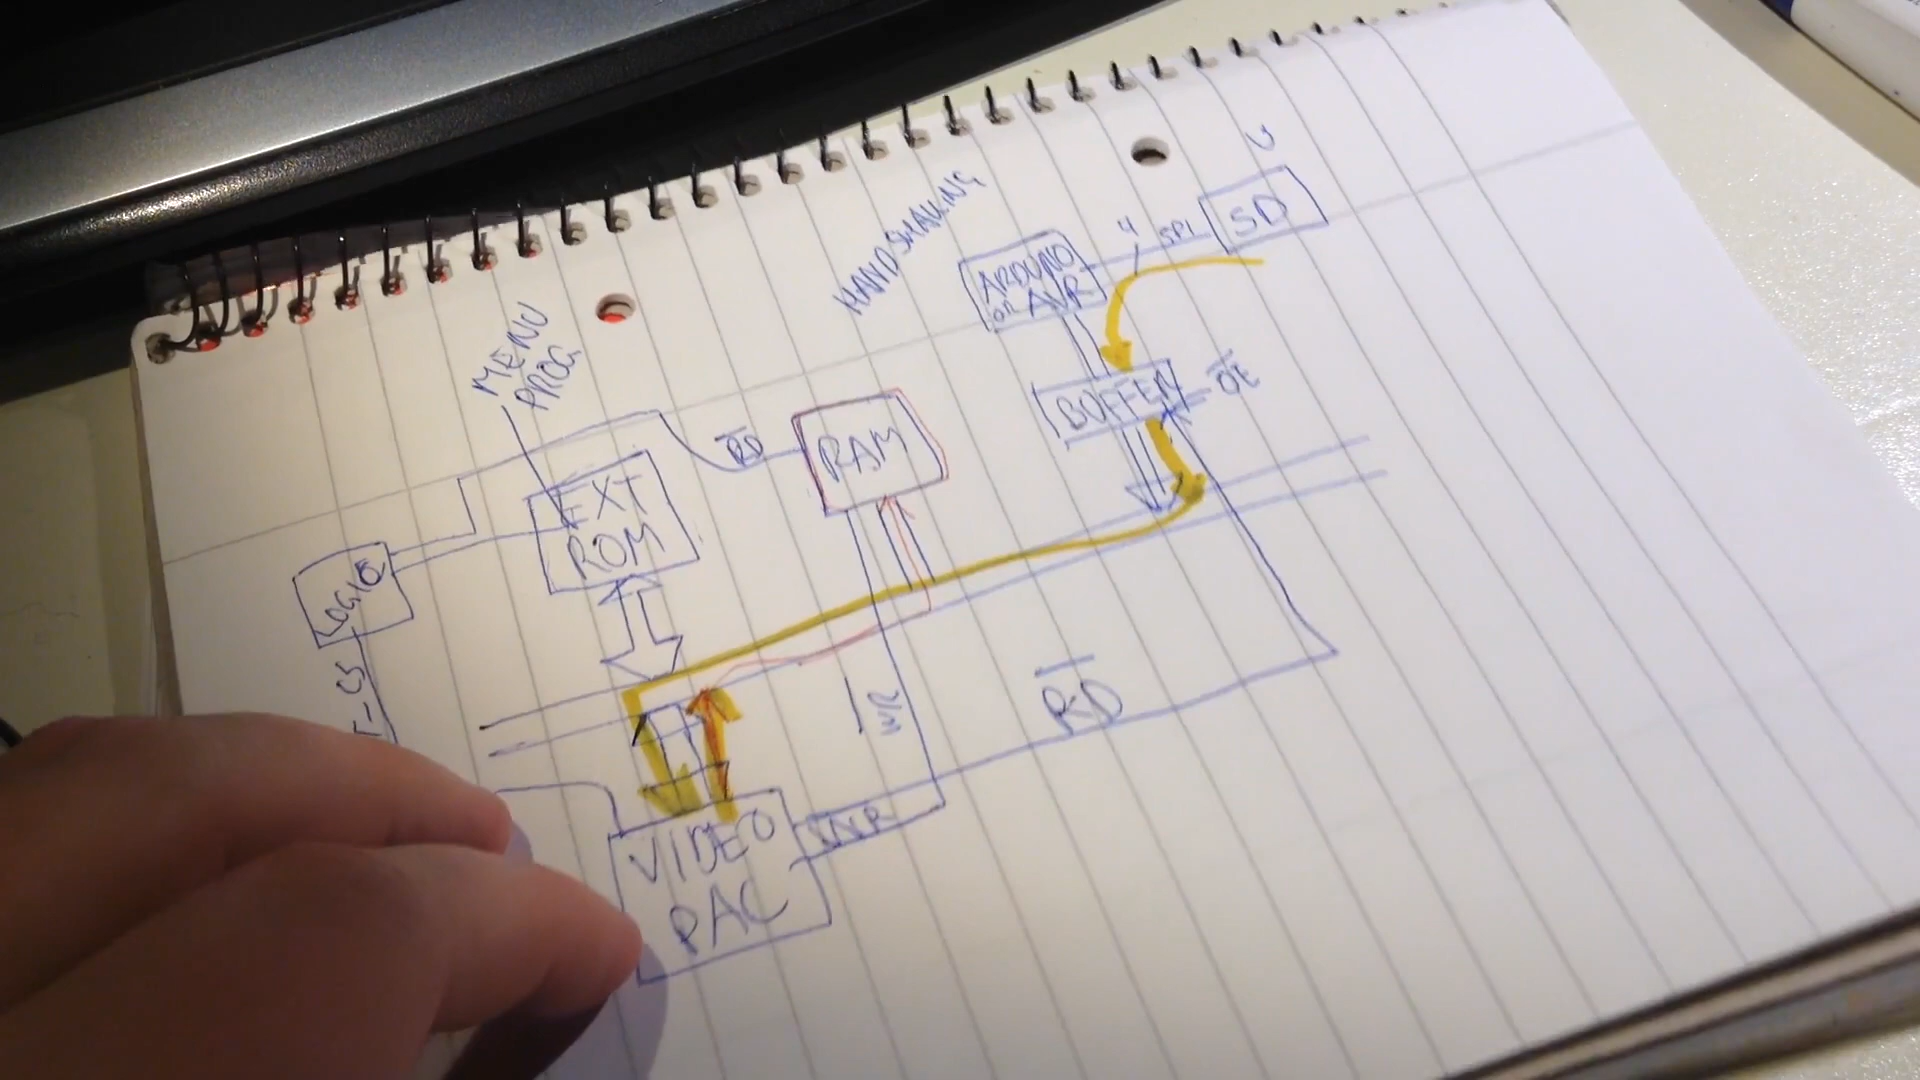 HANDSHAKING
SD
4
SPI
ARDUINO
OR AVR
MENU
PROG
BUFFER
OE
RD
RAM
EXT
ROM
LOGIC
CS
WR
RD
VIDEO
PAC